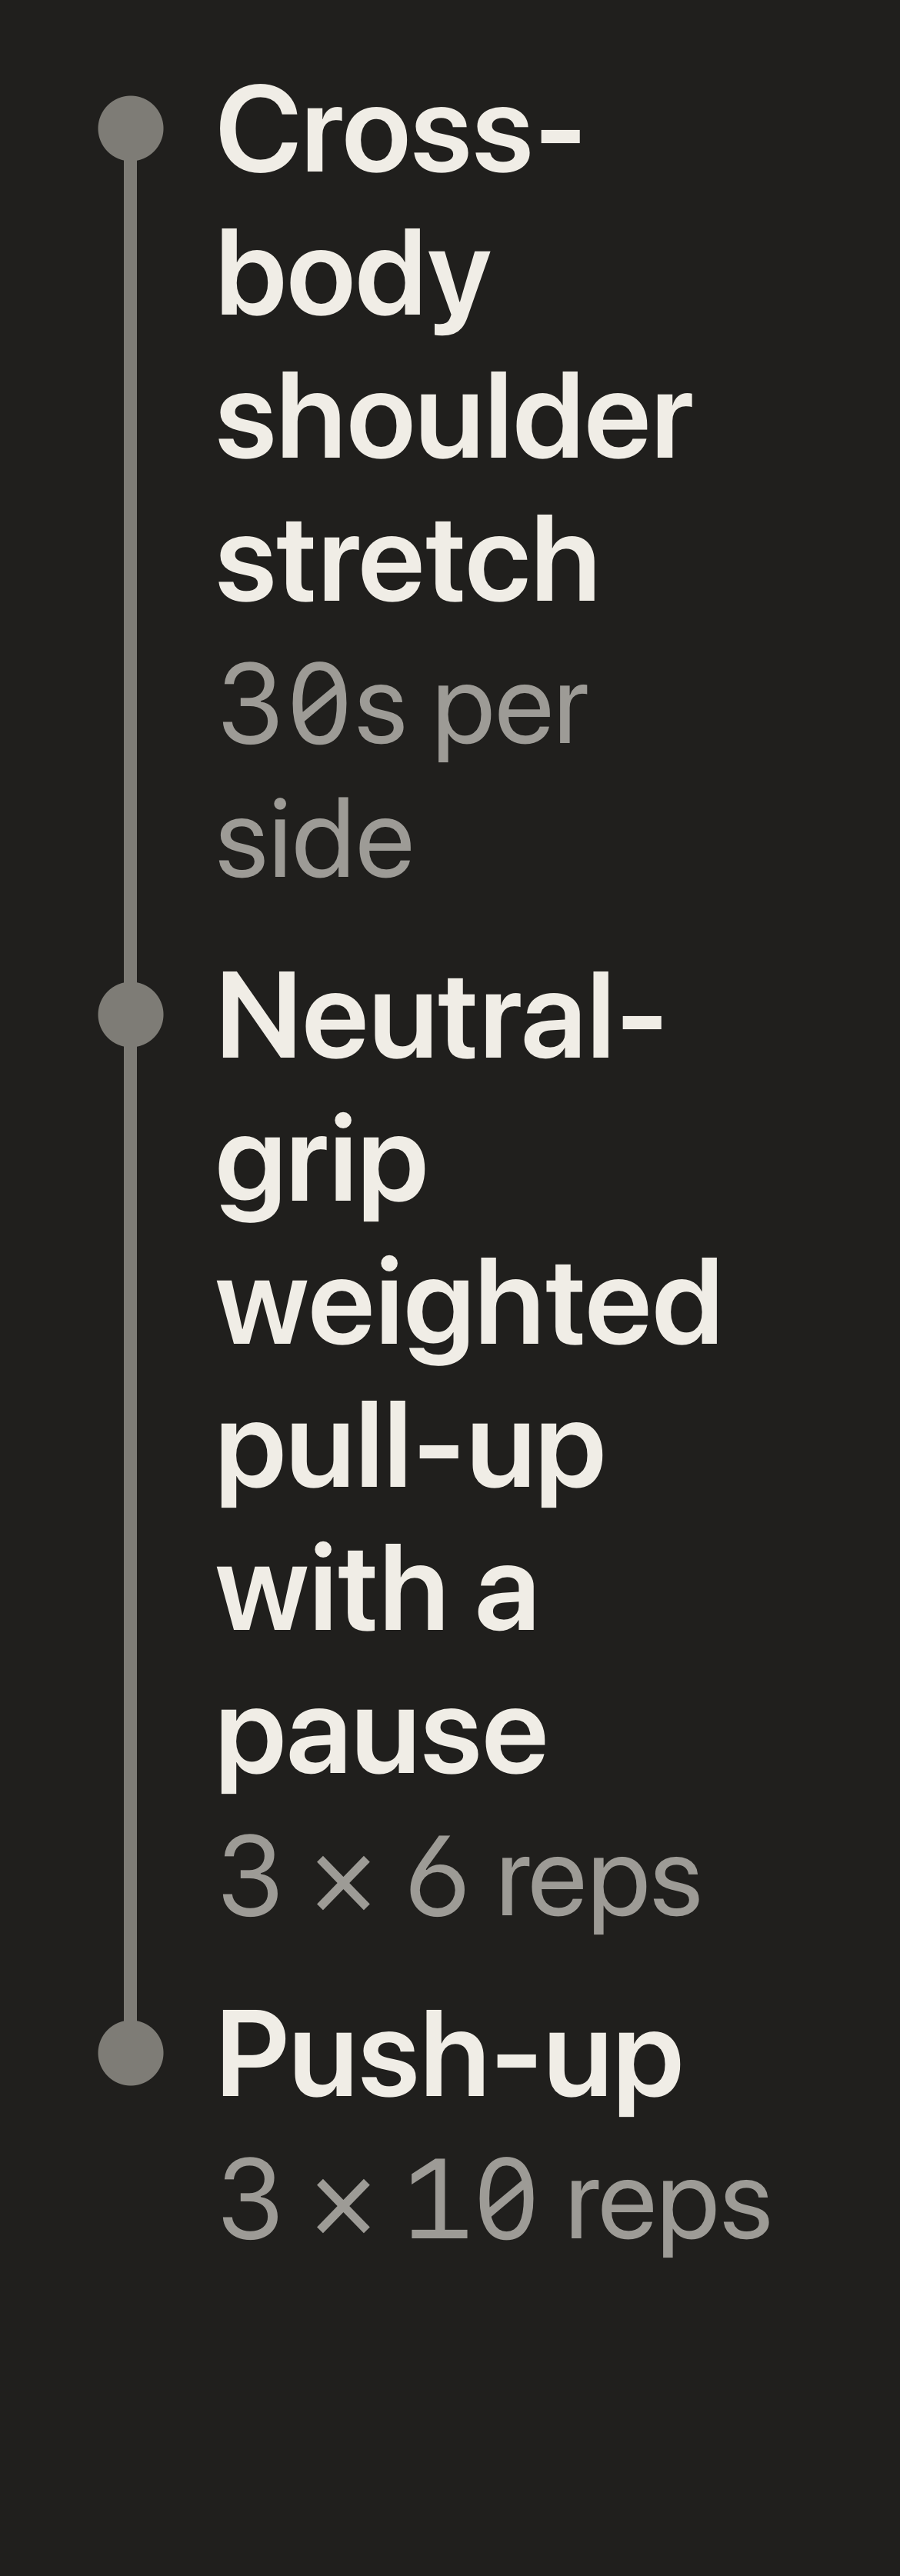 Cross-
body
shoulder
stretch
30s per
side
Neutral-
grip
weighted
pull-up
with a
pause
3 × 6 reps
Push-up
3 × 10 reps